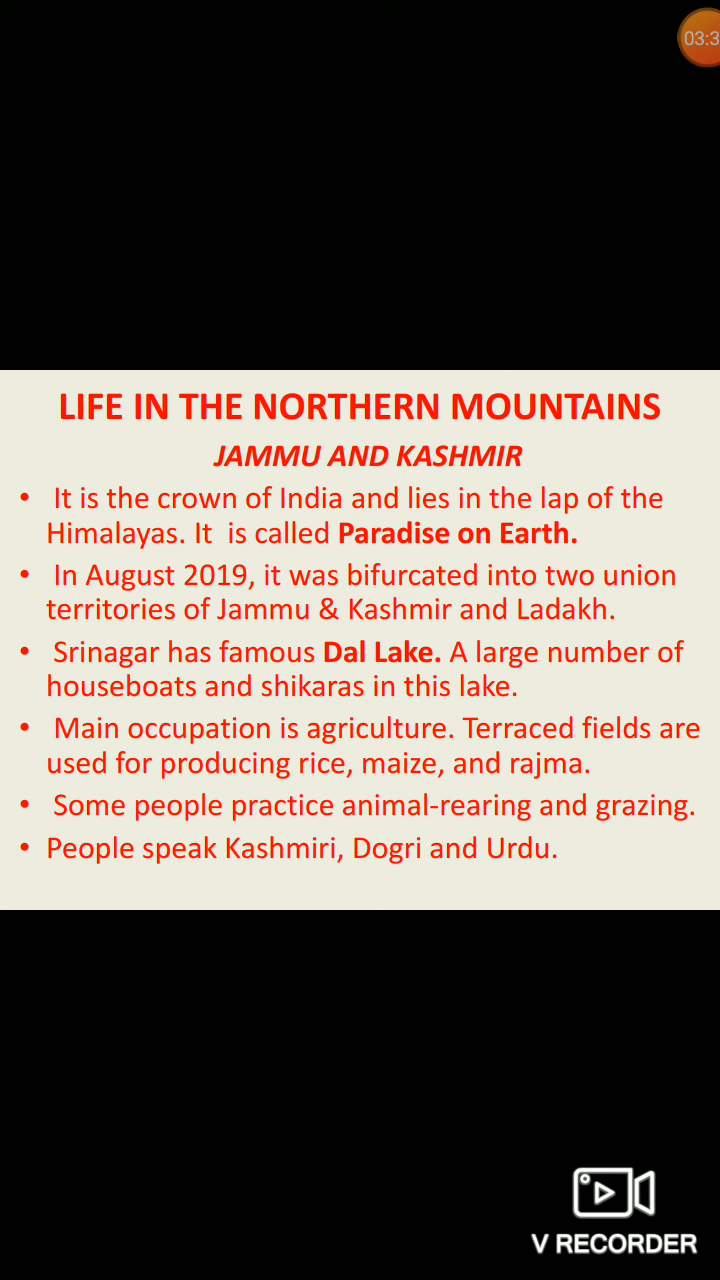 03:3
LIFE IN THE NORTHERN MOUNTAINS
JAMMU AND KASHMIR
• It is the crown of India and lies in the lap of the
Himalayas. It is called Paradise on Earth.
• In August 2019, it was bifurcated into two union
territories of Jammu & Kashmir and Ladakh.
• Srinagar has famous Dal Lake. A large number of
houseboats and shikaras in this lake.
• Main occupation is agriculture. Terraced fields are
used for producing rice, maize, and rajma.
• Some people practice animal-rearing and grazing.
• People speak Kashmiri, Dogri and Urdu.
V RECORDER